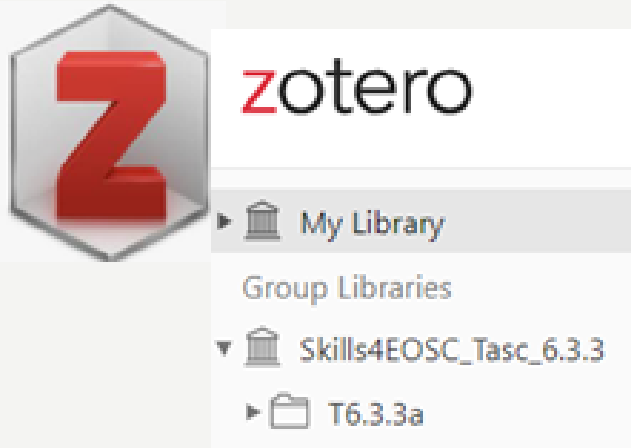 Z
zotero
My Library
Group Libraries
Skills4EOSC_Tasc_6.3.3
T6.3.3a